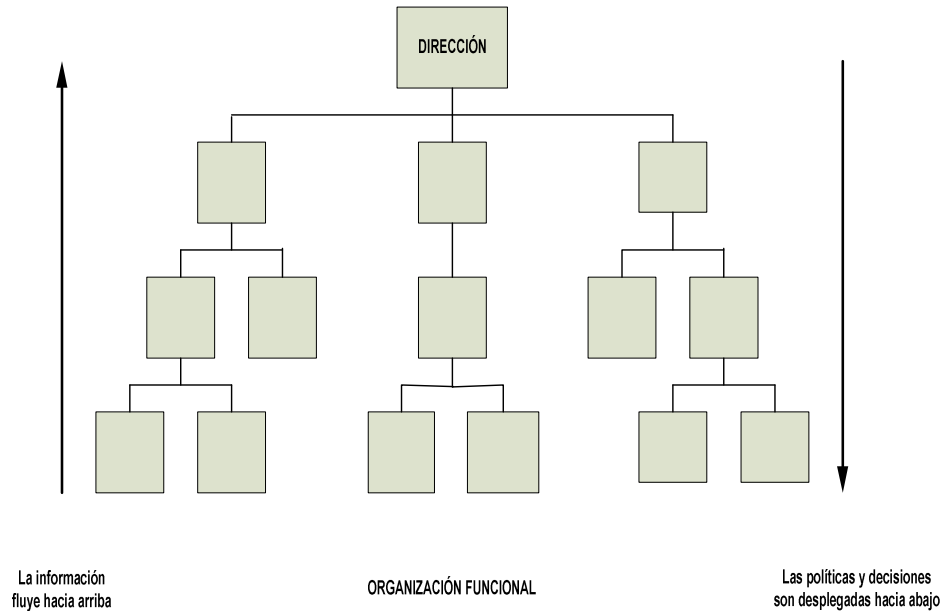 DIRECCIÓN
La información
fluye hacia arriba
ORGANIZACIÓN FUNCIONAL
Las políticas y decisiones
son desplegadas hacia abajo